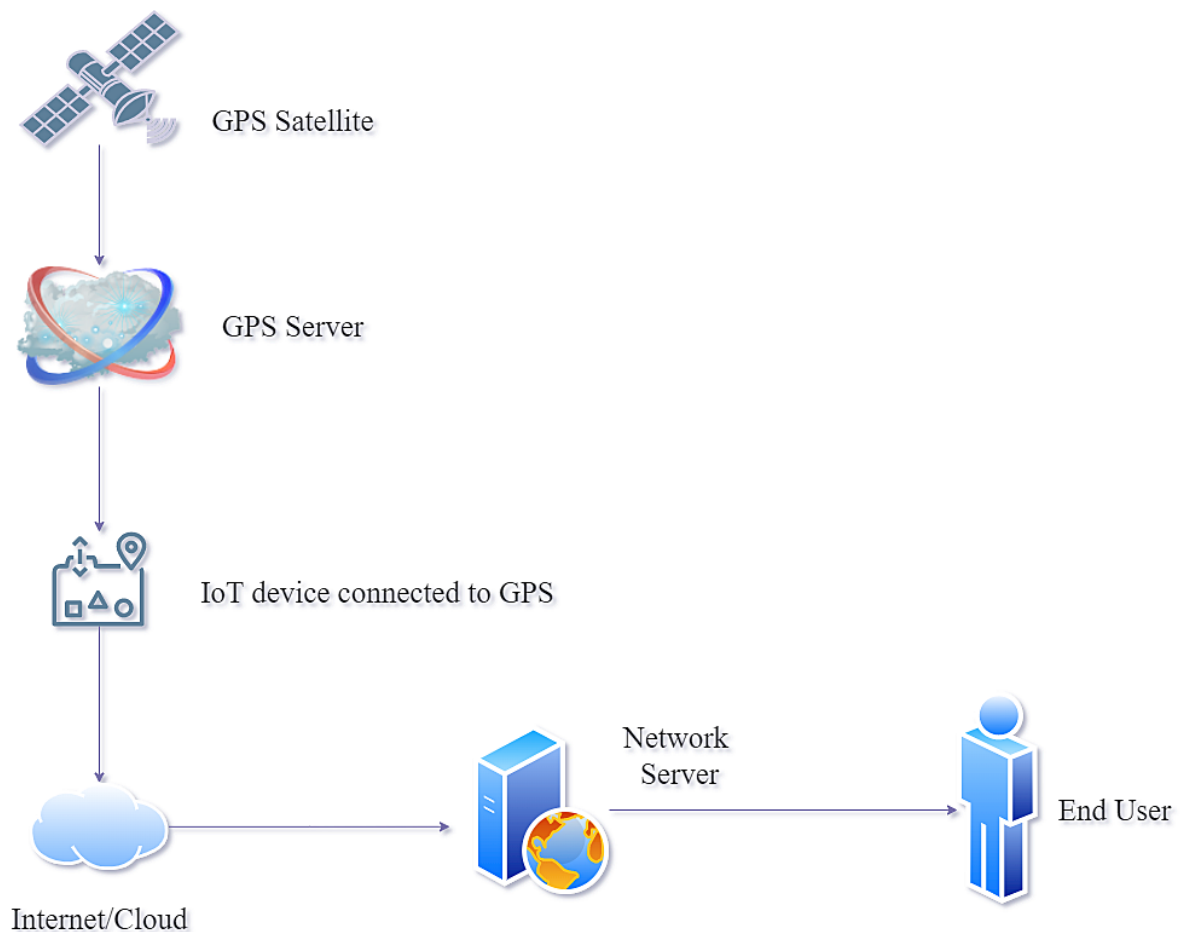 GPS Satellite
GPS Server
IoT device connected to GPS
Network
Server
End User
Internet/Cloud